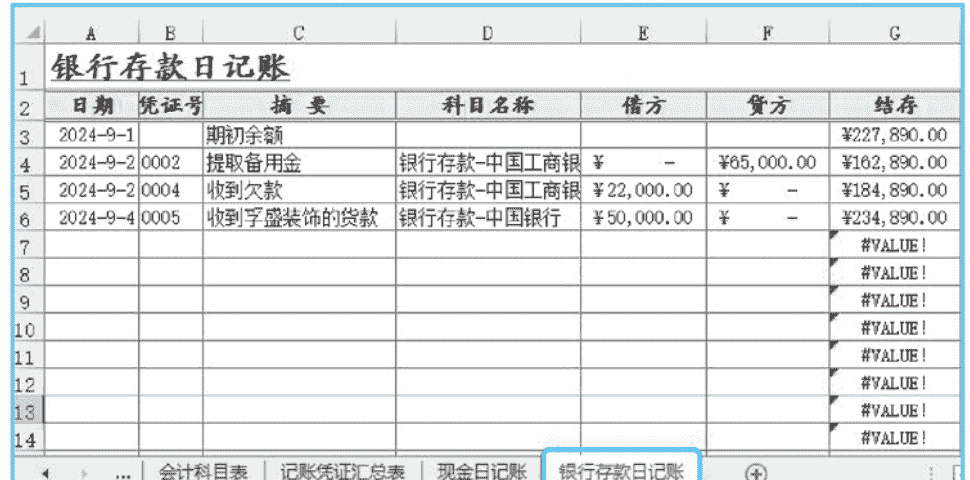 A B C D E F G
1 银行存款日记账
2 日期 凭证号 摘 要 科目名称 借方 贷方 结存
3 2024-9-1 期初余额 ¥227,890.00
4 2024-9-2 0002 提取备用金 银行存款-中国工商银 ¥ - ¥65,000.00 ¥162,890.00
5 2024-9-2 0004 收到欠款 银行存款-中国工商银 ¥22,000.00 ¥ - ¥184,890.00
6 2024-9-4 0005 收到孚盛装饰的货款 银行存款-中国银行 ¥50,000.00 ¥ - ¥234,890.00
7 #VALUE!
8 #VALUE!
9 #VALUE!
10 #VALUE!
11 #VALUE!
12 #VALUE!
13 #VALUE!
14 #VALUE!
... 会计科目表 记账凭证汇总表 现金日记账 银行存款日记账